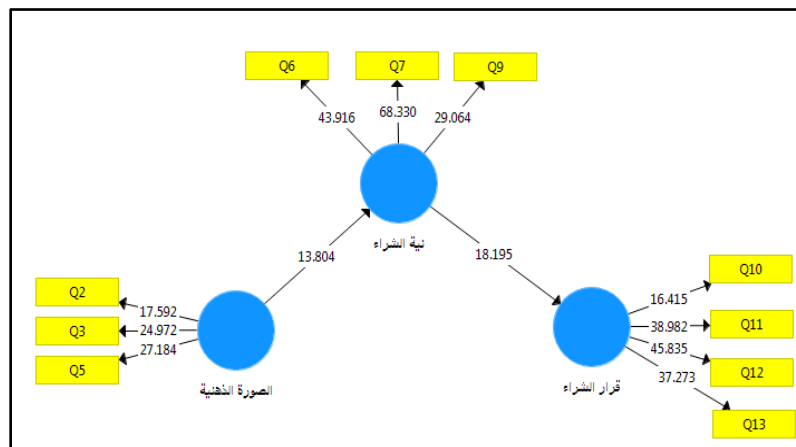 Q6
Q7
Q9
43.916
68.330
29.064
نية الشراء
13.804
18.195
Q2
Q3
Q5
17.592
24.972
27.184
الصورة الذهنية
Q10
Q11
Q12
Q13
16.415
38.982
45.835
37.273
قرار الشراء